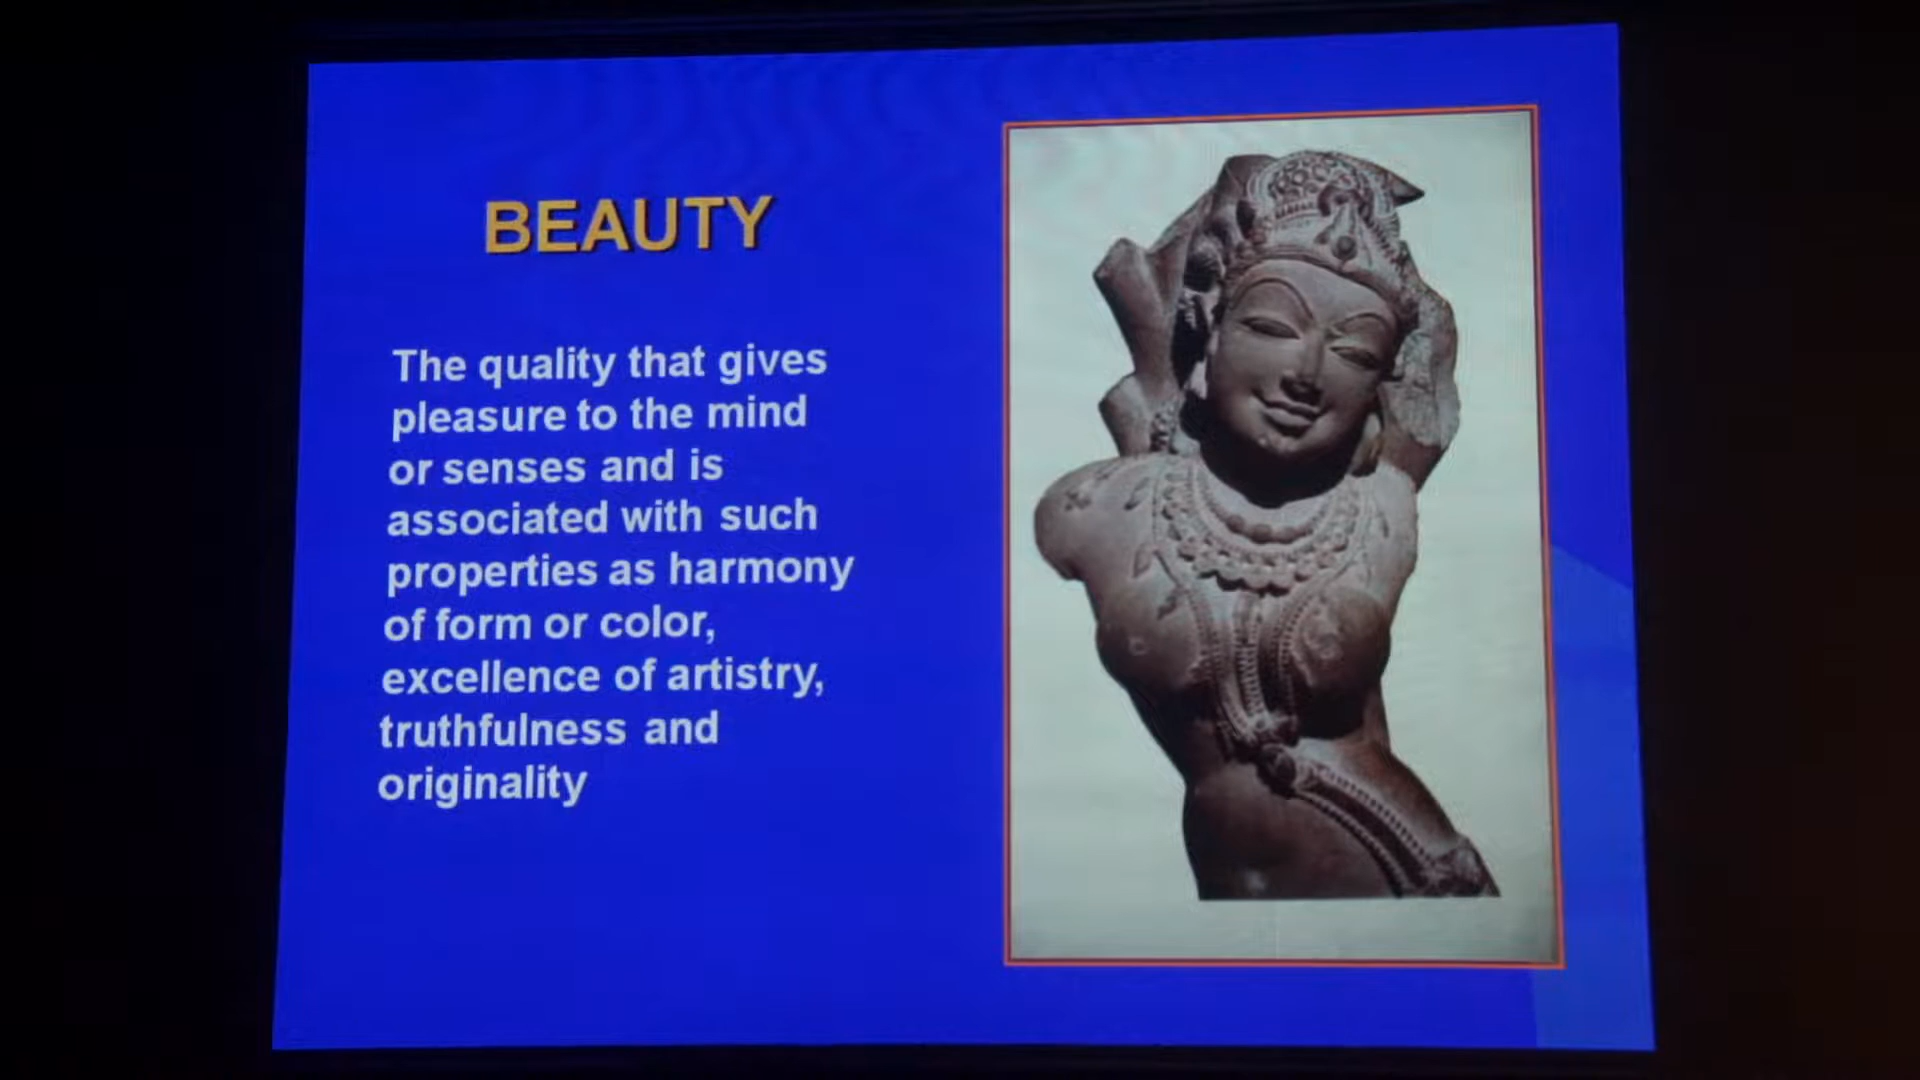 BEAUTY
The quality that gives
pleasure to the mind
or senses and is
associated with such
properties as harmony
of form or color,
excellence of artistry,
truthfulness and
originality